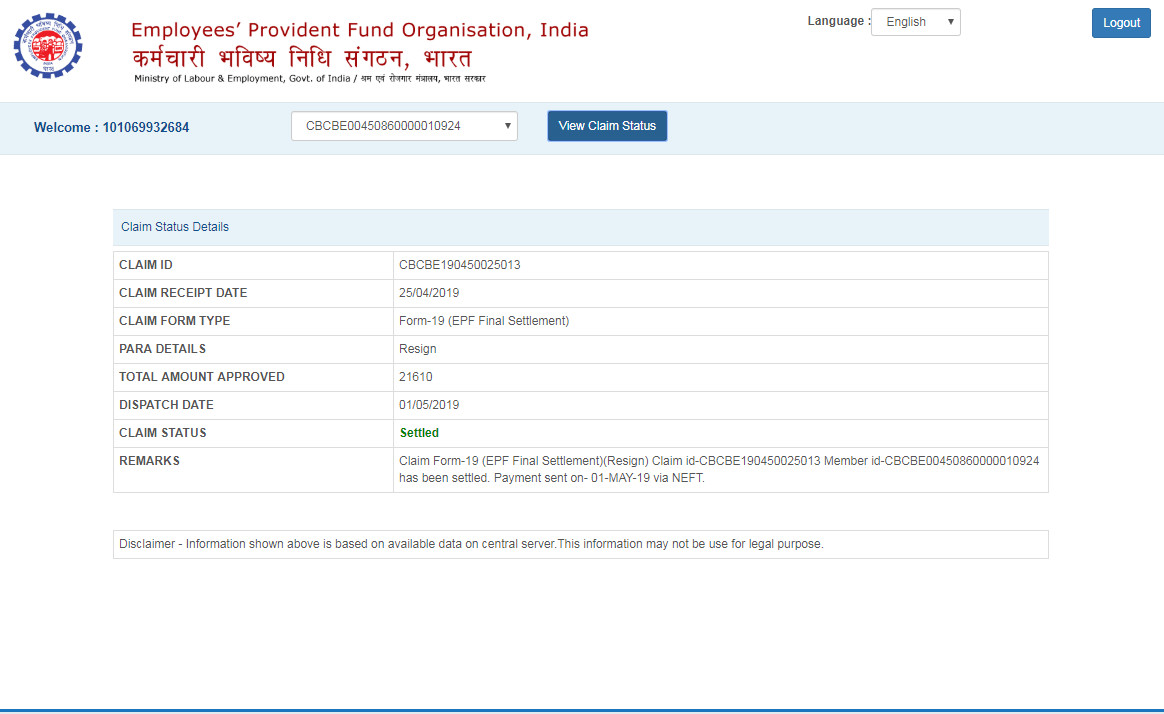 Employees' Provident Fund Organisation, India
Language : English
Logout
कर्मचारी भविष्य निधि संगठन, भारत
Ministry of Labour & Employment, Govt. of India / श्रम एवं रोजगार मंत्रालय, भारत सरकार
Welcome : 101069932684
CBCBE00450860000010924
View Claim Status
Claim Status Details
CLAIM ID CBCBE190450025013
CLAIM RECEIPT DATE 25/04/2019
CLAIM FORM TYPE Form-19 (EPF Final Settlement)
PARA DETAILS Resign
TOTAL AMOUNT APPROVED 21610
DISPATCH DATE 01/05/2019
CLAIM STATUS Settled
REMARKS Claim Form-19 (EPF Final Settlement)(Resign) Claim id-CBCBE190450025013 Member id-CBCBE00450860000010924
has been settled. Payment sent on- 01-MAY-19 via NEFT.
Disclaimer - Information shown above is based on available data on central server.This information may not be use for legal purpose.